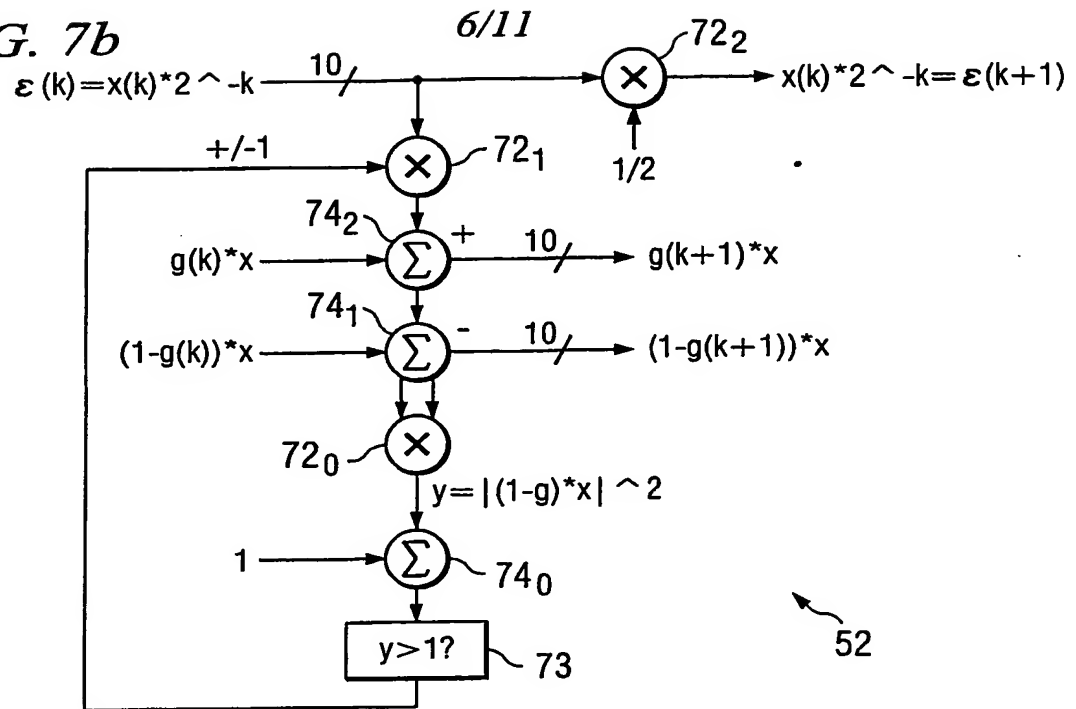 G. 7b
6/11
ε(k)=x(k)*2^-k
10
72₂
x(k)*2^-k=ε(k+1)
1/2
+/-1
72₁
74₂
+
g(k)*x
10
g(k+1)*x
74₁
-
(1-g(k))*x
10
(1-g(k+1))*x
72₀
y=|(1-g)*x|^2
1
74₀
y>1?
73
52